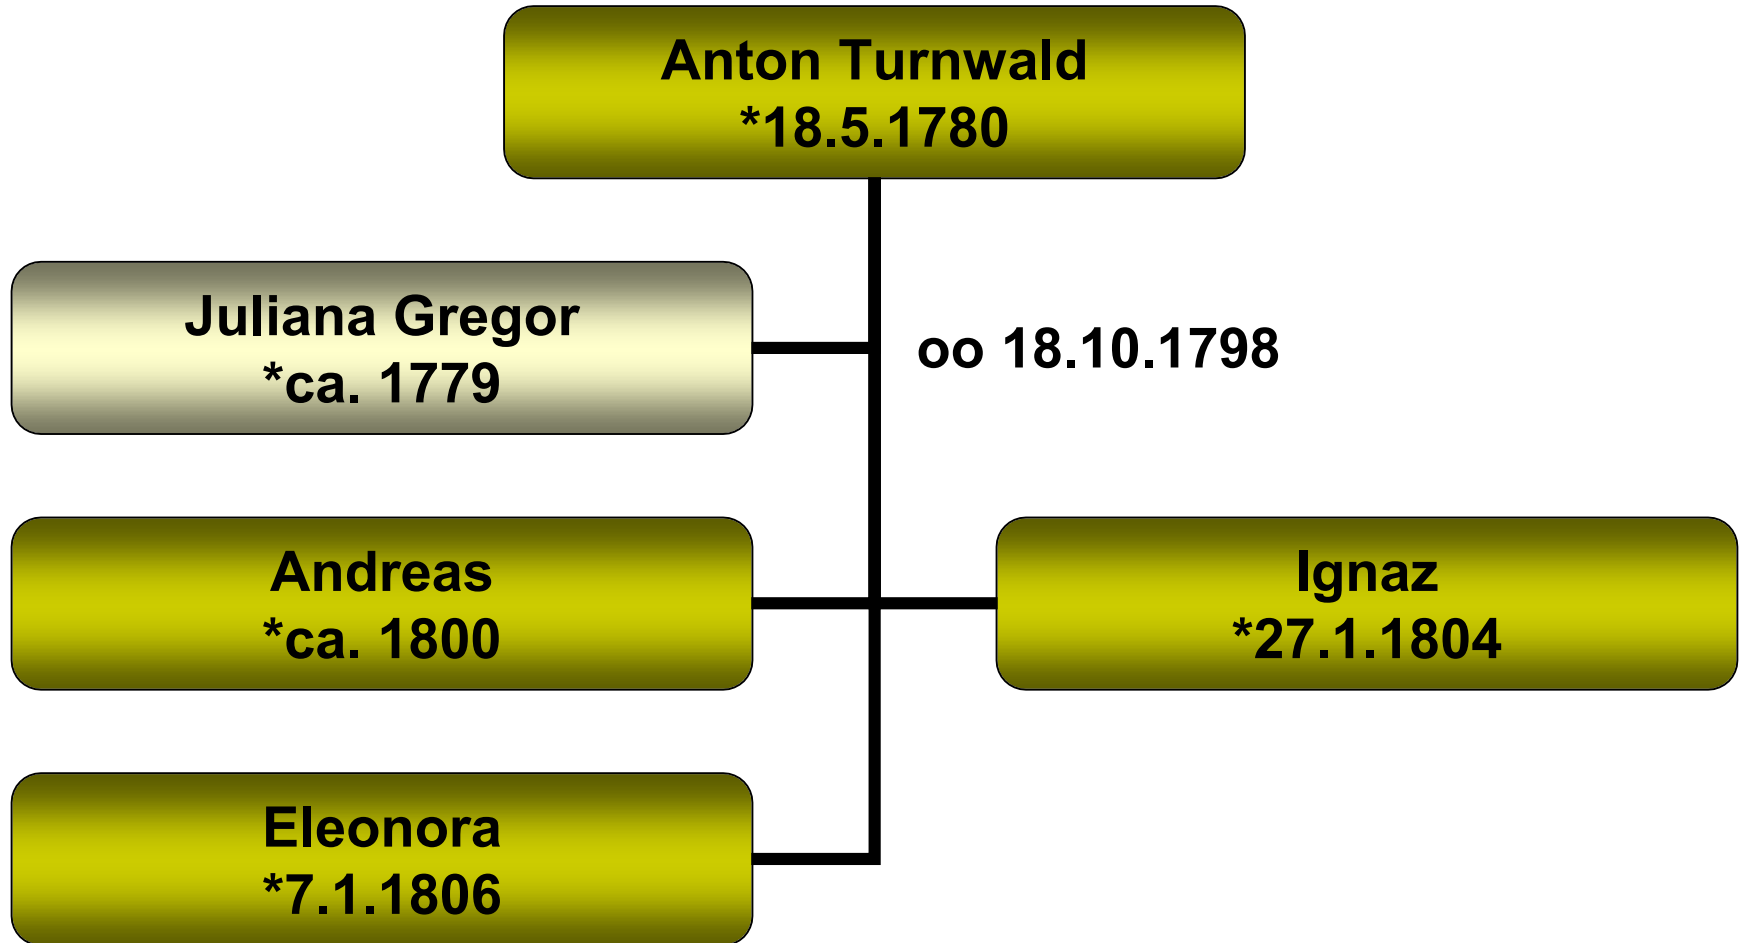 Anton Turnwald
*18.5.1780
Juliana Gregor
*ca. 1779
oo 18.10.1798
Andreas
*ca. 1800
Ignaz
*27.1.1804
Eleonora
*7.1.1806